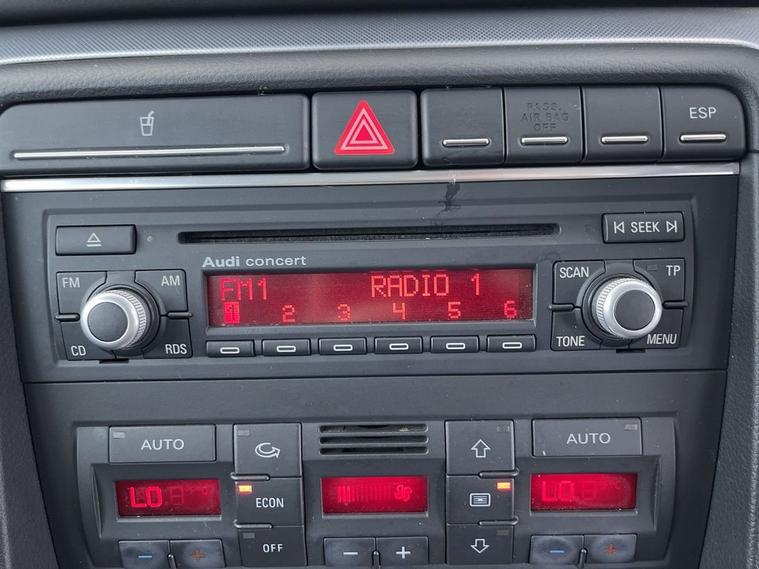 PASS.
AIR BAG
OFF
ESP
SEEK
Audi concert
FM AM
FM1 RADIO 1
SCAN TP
1 2 3 4 5 6
CD RDS
TONE MENU
AUTO
AUTO
LO
ECON
LO
OFF